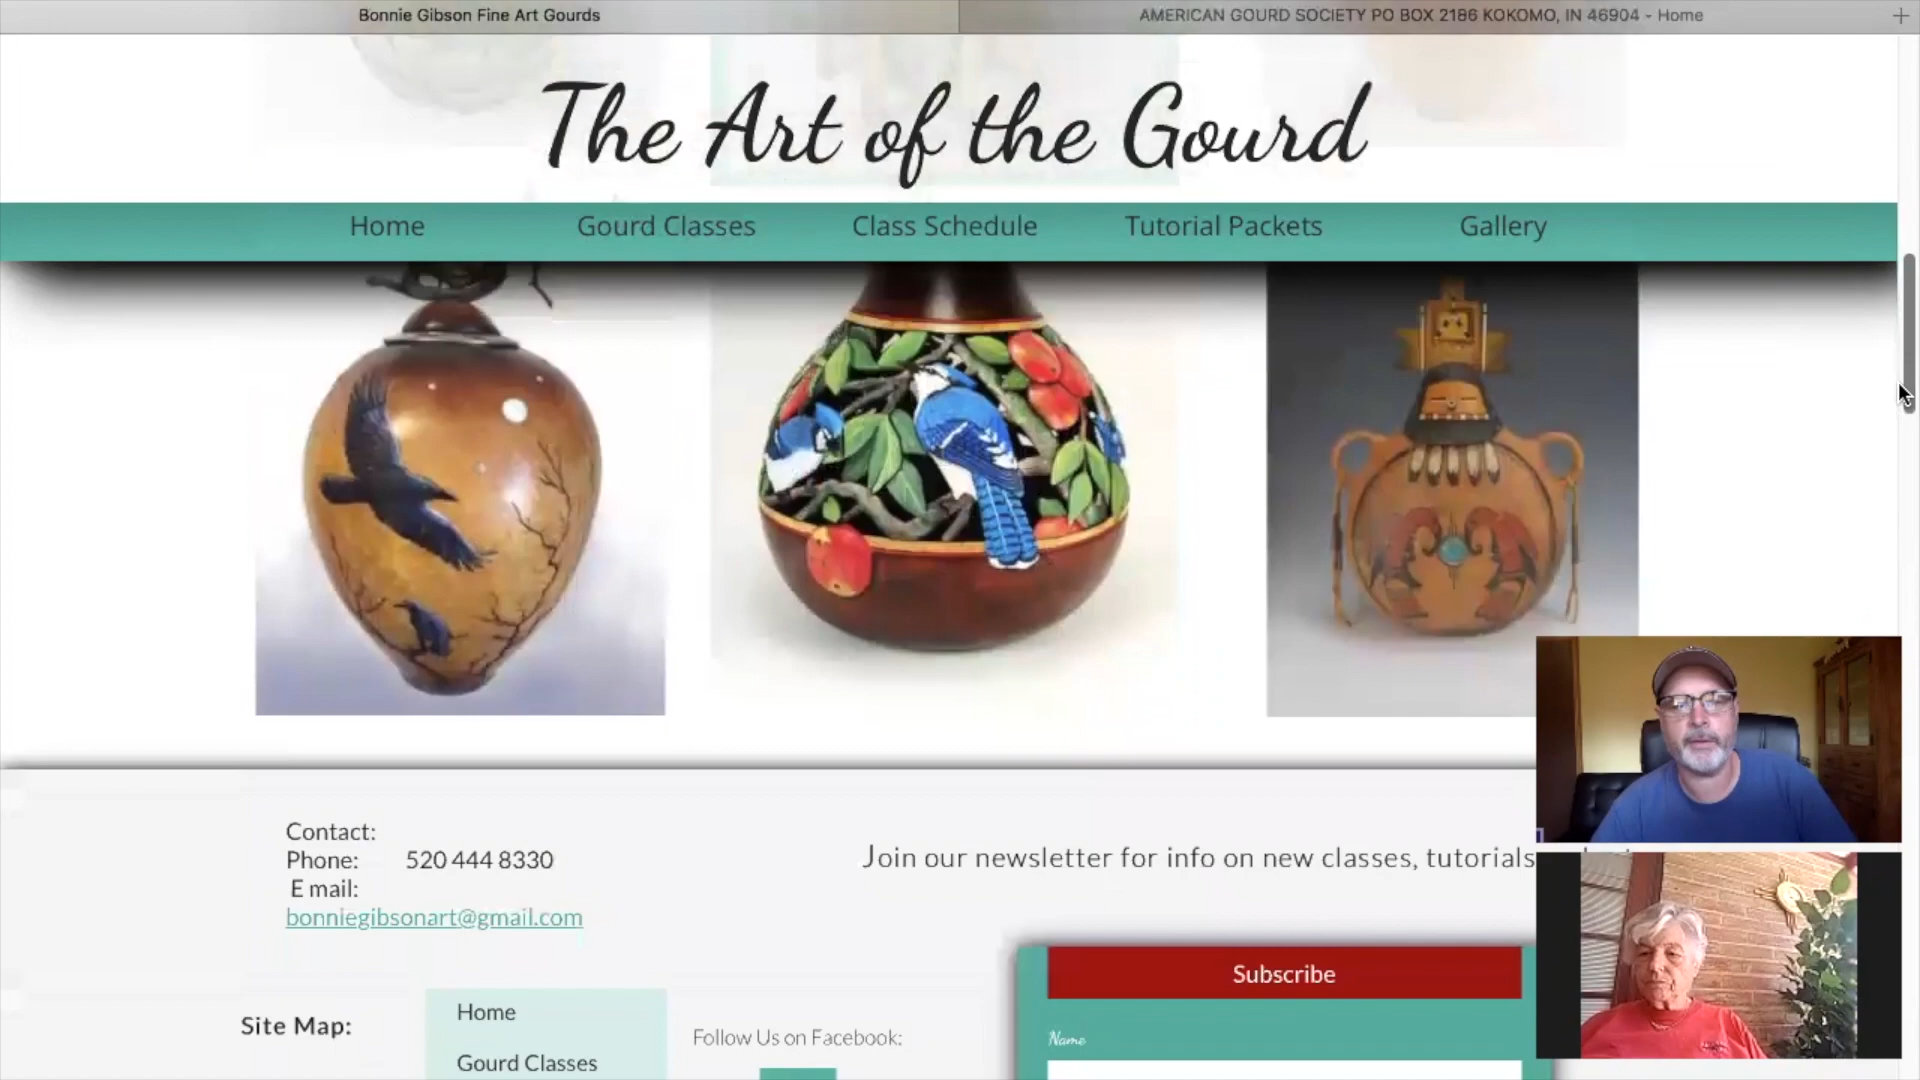 Bonnie Gibson Fine Art Gourds
AMERICAN GOURD SOCIETY PO BOX 2186 KOKOMO, IN 46904 - Home
The Art of the Gourd
Home
Gourd Classes
Class Schedule
Tutorial Packets
Gallery
Contact:
Phone: 520 444 8330
E mail:
bonniegibsonart@gmail.com
Join our newsletter for info on new classes, tutorials
Subscribe
Name
Site Map:
Home
Gourd Classes
Follow Us on Facebook: